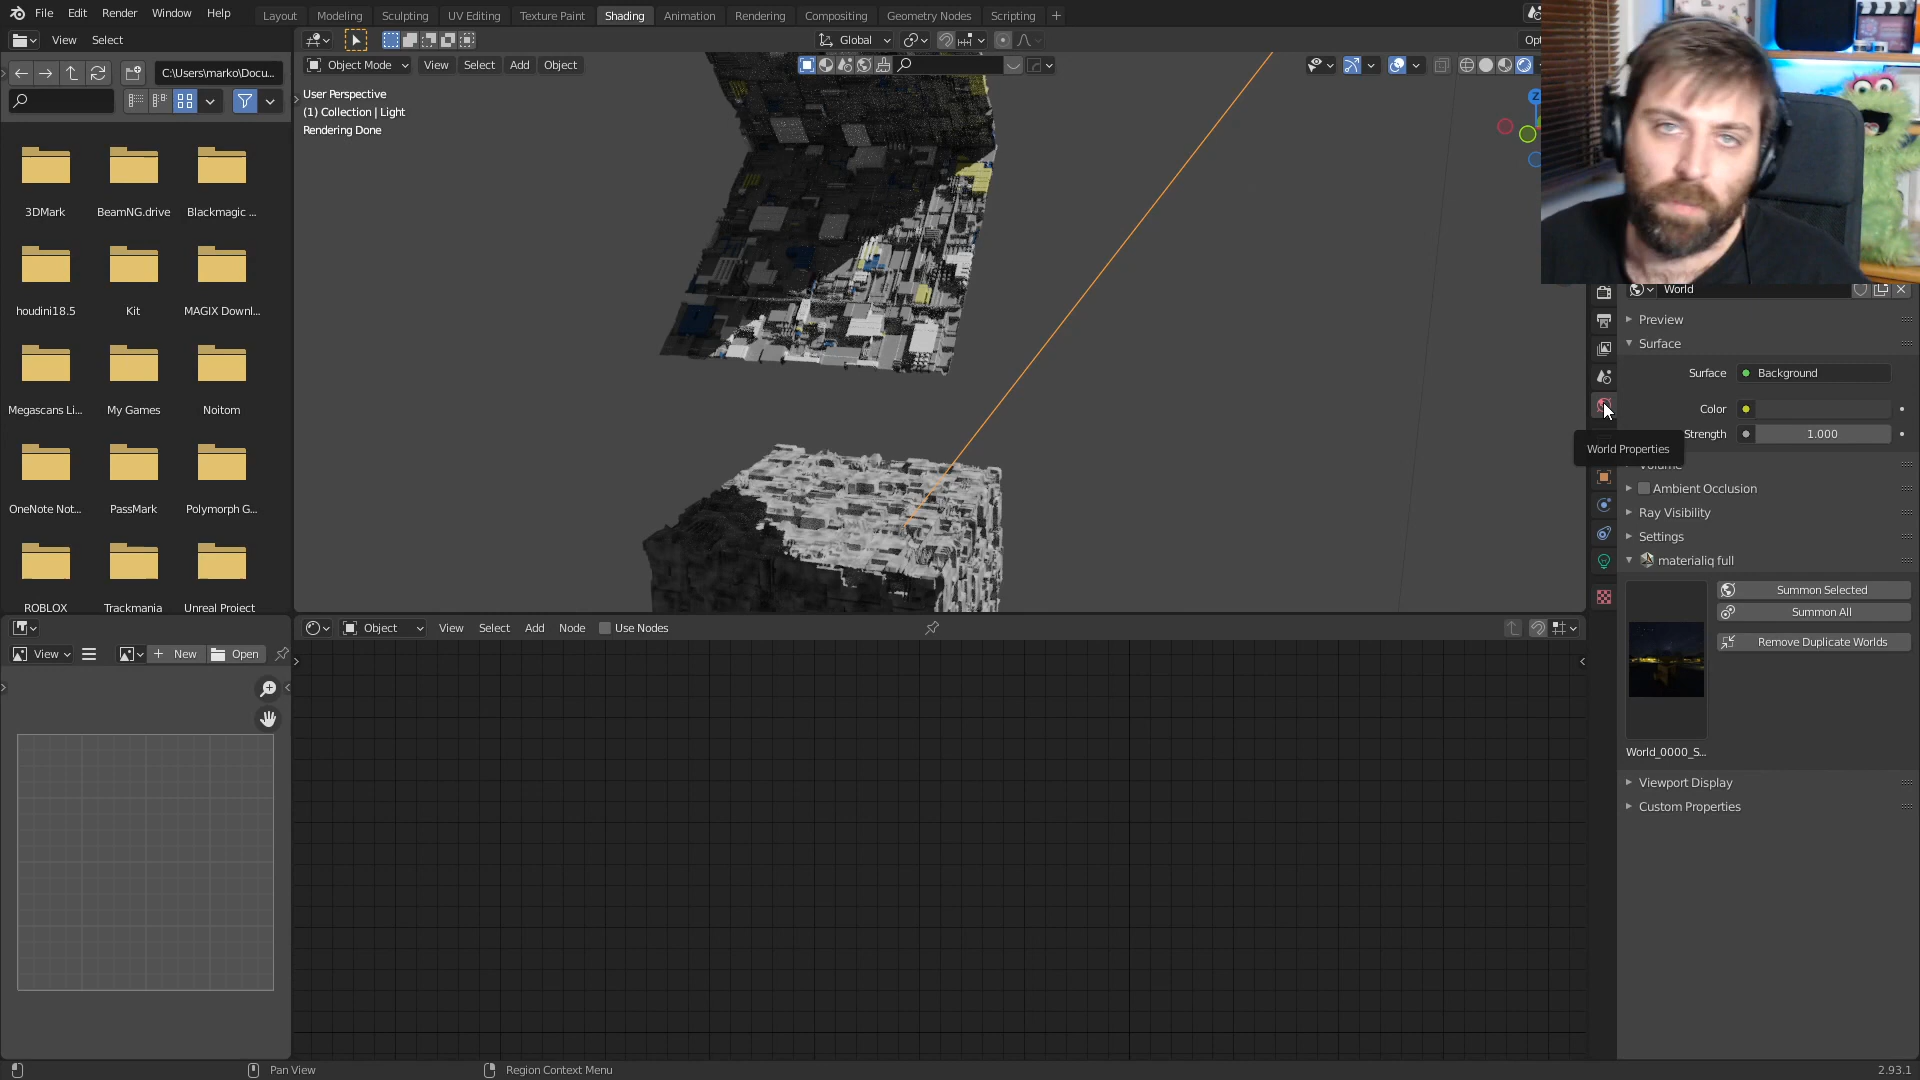 File Edit Render Window Help
Layout Modeling Sculpting UV Editing Texture Paint Shading Animation Rendering Compositing Geometry Nodes Scripting
View Select
Global
C:\Users\marko\Docu...
Object Mode View Select Add Object
User Perspective
(1) Collection | Light
Rendering Done
Z
3DMark BeamNG.drive Blackmagic ...
houdini18.5 Kit MAGIX Downl...
Megascans Li... My Games Noitom
OneNote Not... PassMark Polymorph G...
ROBLOX Trackmania Unreal Project
World
Preview
Surface
Surface Background
Color
Strength 1.000
World Properties
Ambient Occlusion
Ray Visibility
Settings
materialiq full
Summon Selected
Summon All
Remove Duplicate Worlds
World_0000_S...
Viewport Display
Custom Properties
Object View Select Add Node Use Nodes
View New Open
Pan View Region Context Menu 2.93.1